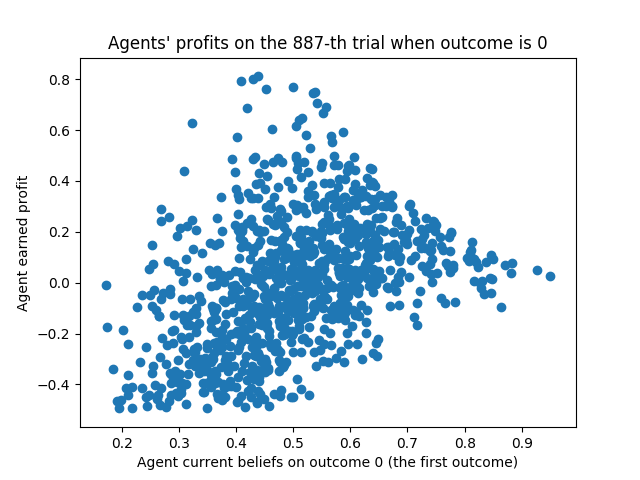 Agents' profits on the 887-th trial when outcome is 0
0.8
0.6
0.4
0.2
0.0
−0.2
−0.4
Agent earned profit
0.2 0.3 0.4 0.5 0.6 0.7 0.8 0.9
Agent current beliefs on outcome 0 (the first outcome)